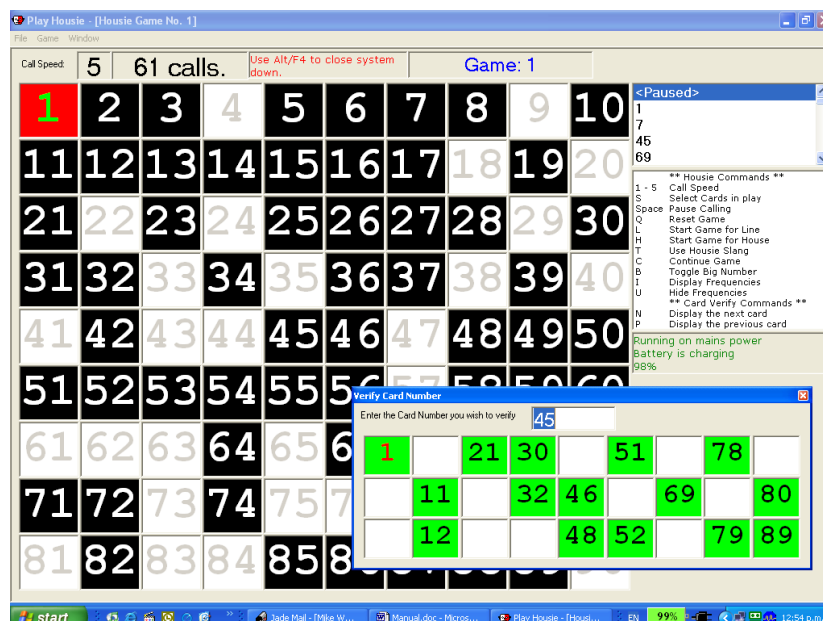 Play Housie - [Housie Game No. 1]
File Game Window
Call Speed: 5 61 calls. Use Alt/F4 to close system down. Game: 1
1 2 3 4 5 6 7 8 9 10
11 12 13 14 15 16 17 18 19 20
21 22 23 24 25 26 27 28 29 30
31 32 33 34 35 36 37 38 39 40
41 42 43 44 45 46 47 48 49 50
51 52 53 54 55 56
61 62 63 64 65
71 72 73 74 75
81 82 83 84 85
<Paused>
1
7
45
69
** Housie Commands **
1 - 5 Call Speed
S Select Cards in play
Space Pause Calling
Q Reset Game
L Start Game for Line
H Start Game for House
T Use Housie Slang
C Continue Game
B Toggle Big Number
I Display Frequencies
U Hide Frequencies
** Card Verify Commands **
N Display the next card
P Display the previous card
Running on mains power
Battery is charging
98%
Verify Card Number
Enter the Card Number you wish to verify 45
1 21 30 51 78
11 32 46 69 80
12 48 52 79 89
start Jade Mail - [Mike W... Manual.doc - Micros... Play Housie - [Housi... EN 99% 12:54 p.m.